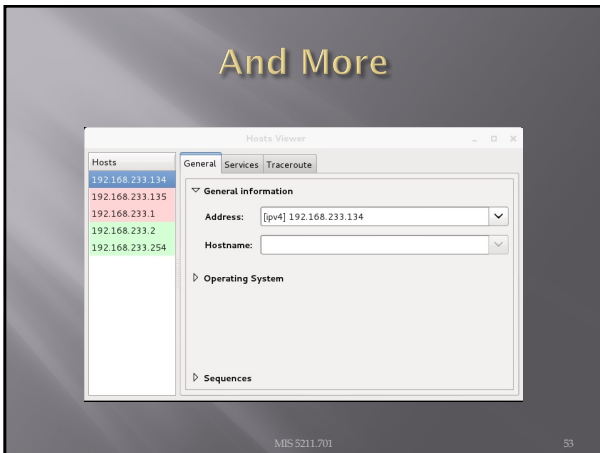 And More
Hosts Viewer
Hosts
192.168.233.134
192.168.233.135
192.168.233.1
192.168.233.2
192.168.233.254
General Services Traceroute
General information
Address: [ipv4] 192.168.233.134
Hostname:
Operating System
Sequences
MIS 5211.701 53